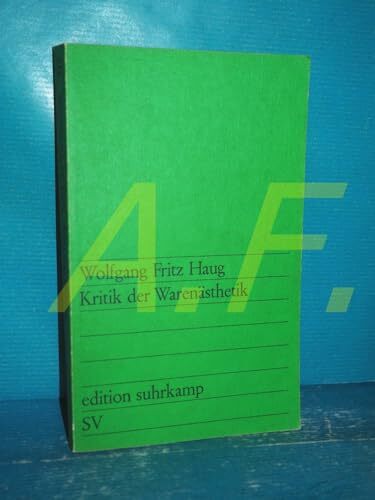 Wolfgang Fritz Haug
Kritik der Warenästhetik
edition suhrkamp
SV
A.F.